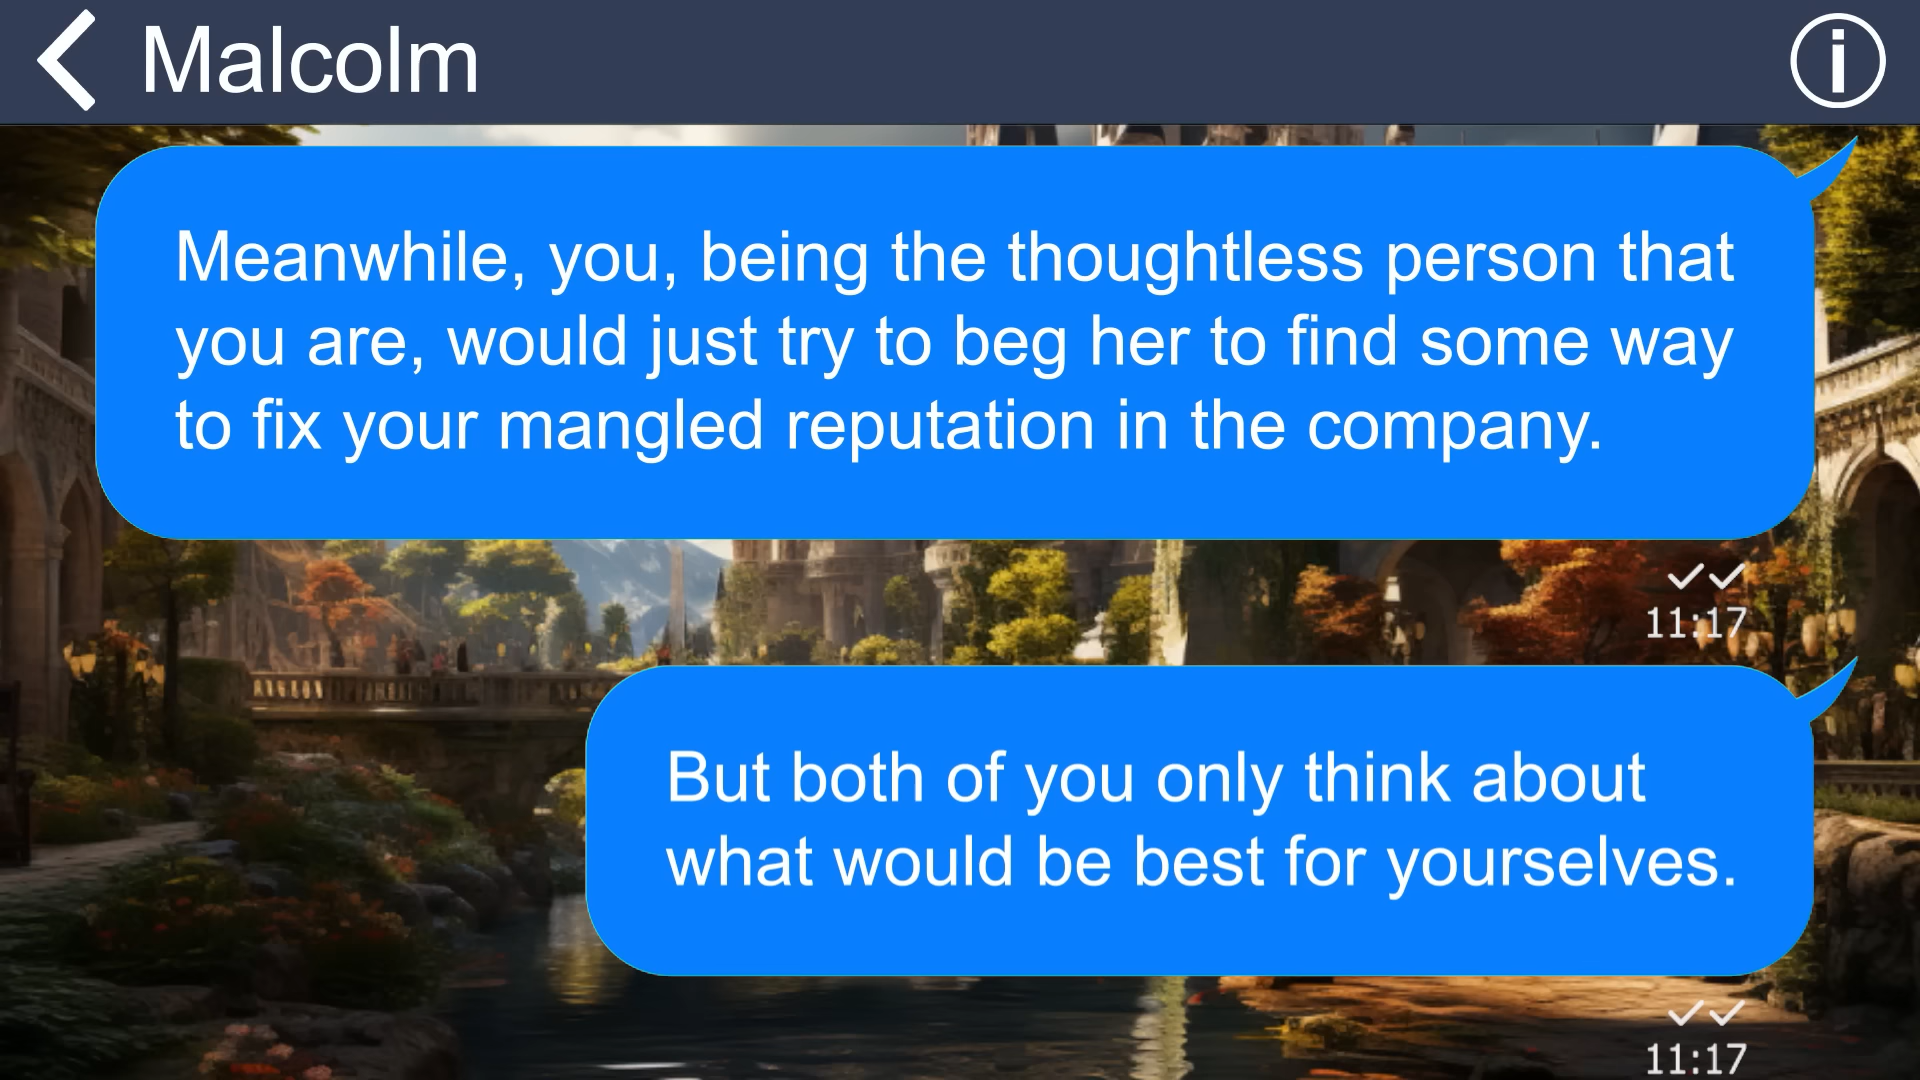 Malcolm
Meanwhile, you, being the thoughtless person that
you are, would just try to beg her to find some way
to fix your mangled reputation in the company.
11:17
But both of you only think about
what would be best for yourselves.
11:17